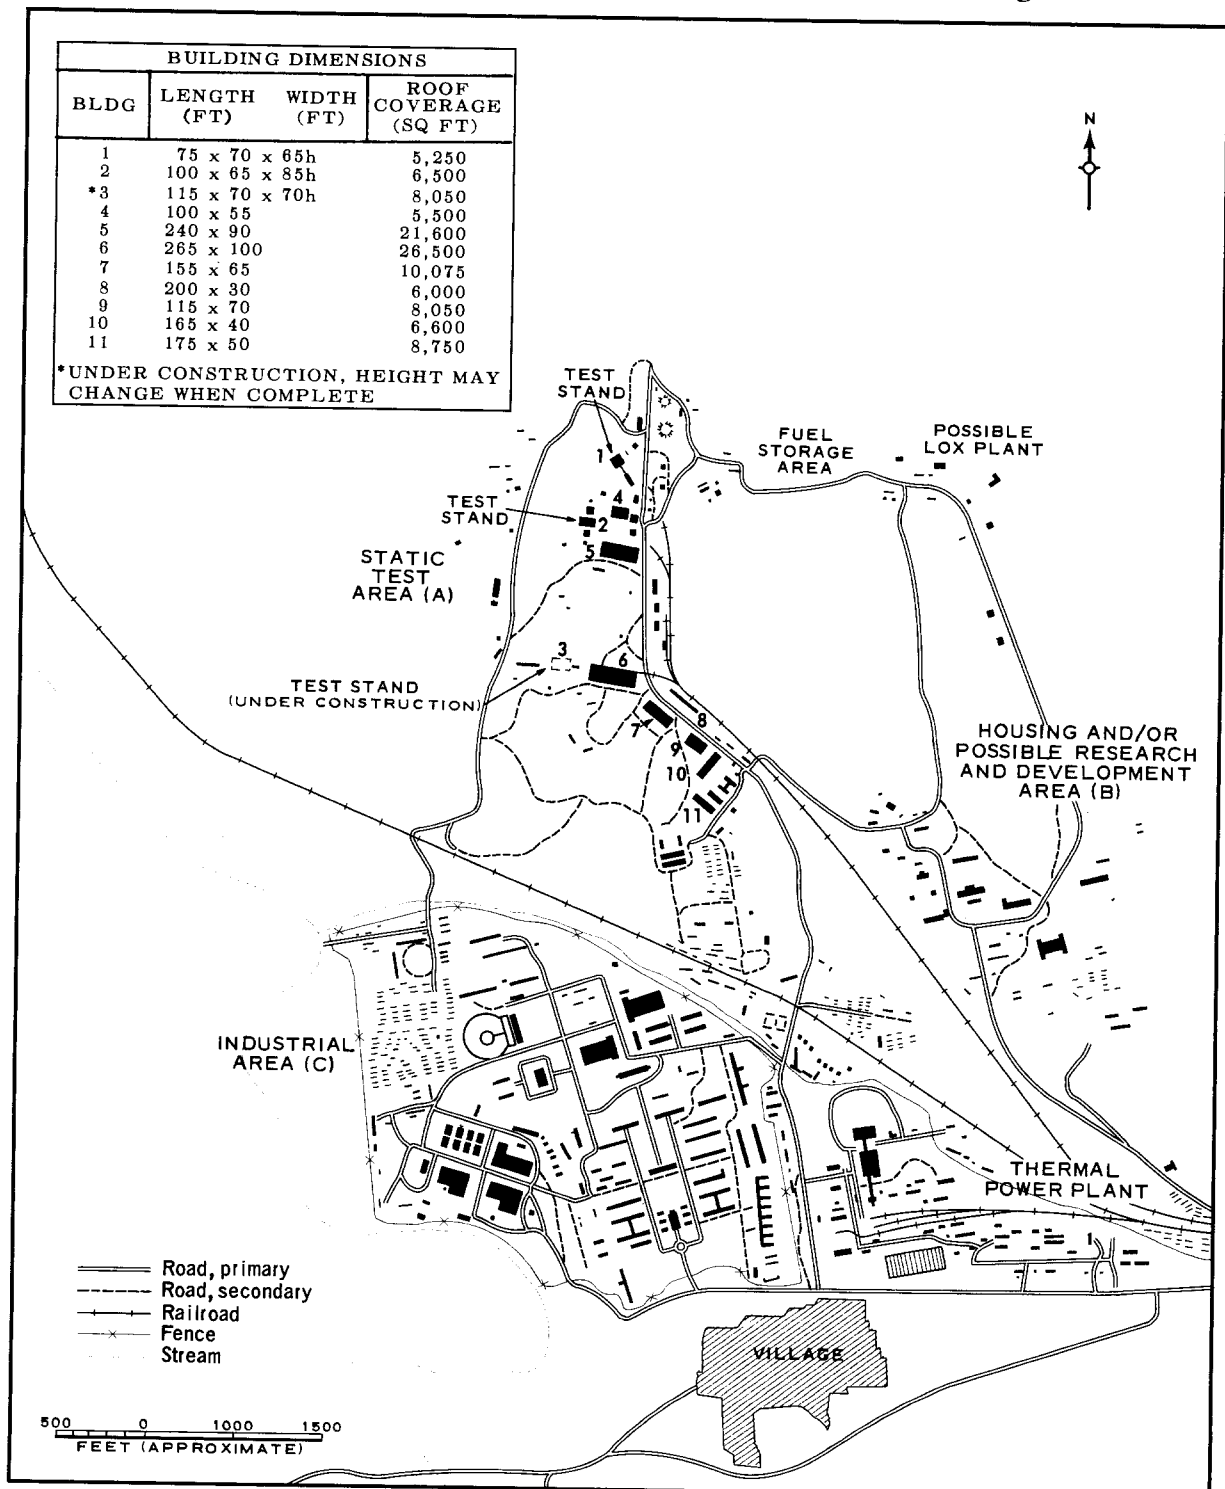 BUILDING DIMENSIONS
BLDG LENGTH (FT) WIDTH (FT) ROOF COVERAGE (SQ FT)
1 75 x 70 x 65h 5,250
2 100 x 65 x 85h 6,500
*3 115 x 70 x 70h 8,050
4 100 x 55 5,500
5 240 x 90 21,600
6 265 x 100 26,500
7 155 x 65 10,075
8 200 x 30 6,000
9 115 x 70 8,050
10 165 x 40 6,600
11 175 x 50 8,750
*UNDER CONSTRUCTION, HEIGHT MAY
CHANGE WHEN COMPLETE
N
TEST
STAND
1
FUEL
STORAGE
AREA
POSSIBLE
LOX PLANT
TEST
STAND
4
2
5
STATIC
TEST
AREA (A)
3
6
TEST STAND
(UNDER CONSTRUCTION)
7
8
9
10
11
HOUSING AND/OR
POSSIBLE RESEARCH
AND DEVELOPMENT
AREA (B)
INDUSTRIAL
AREA (C)
THERMAL
POWER PLANT
Road, primary
Road, secondary
Railroad
Fence
Stream
VILLAGE
500 0 1000 1500
FEET (APPROXIMATE)